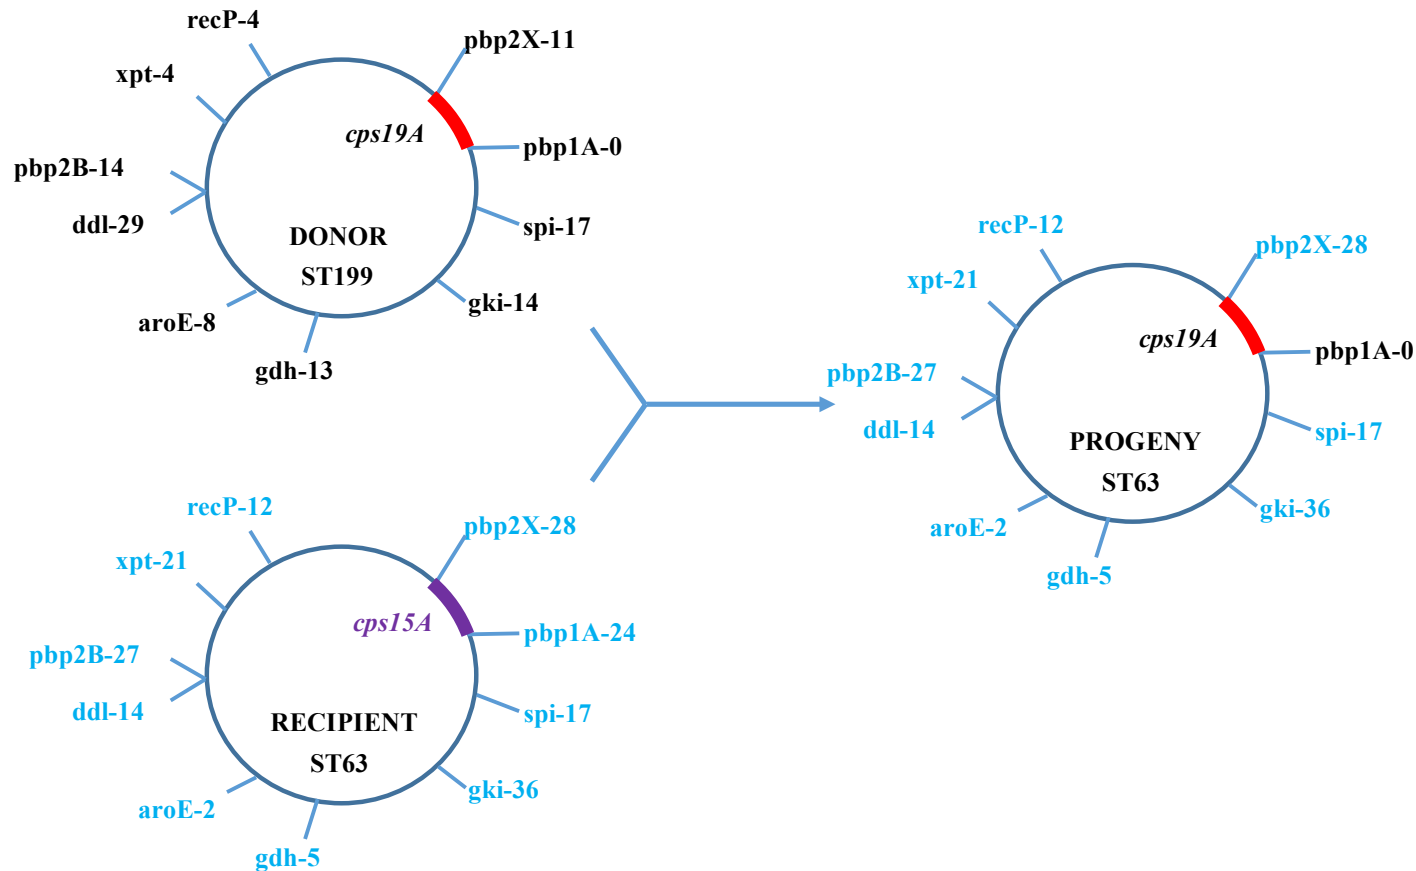 recP-4
pbp2X-11
xpt-4
cps19A
pbp1A-0
pbp2B-14
ddl-29
spi-17
DONOR
ST199
gki-14
aroE-8
gdh-13
recP-12
pbp2X-28
xpt-21
cps15A
pbp1A-24
pbp2B-27
ddl-14
spi-17
RECIPIENT
ST63
gki-36
aroE-2
gdh-5
recP-12
pbp2X-28
xpt-21
cps19A
pbp1A-0
pbp2B-27
ddl-14
spi-17
PROGENY
ST63
gki-36
aroE-2
gdh-5